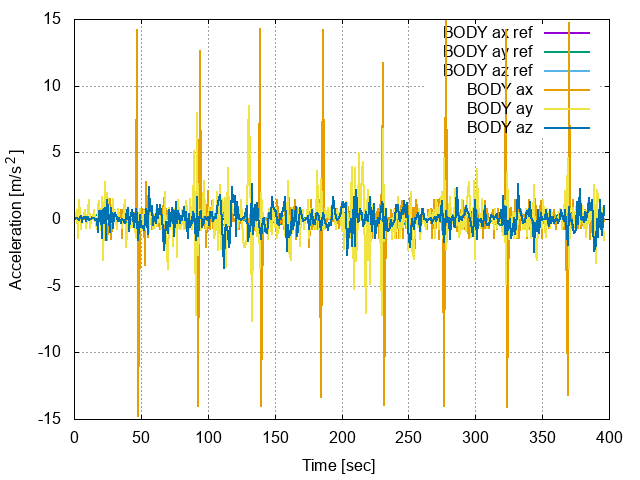 15
10
5
0
-5
-10
-15
0 50 100 150 200 250 300 350 400
Acceleration [m/s²]
Time [sec]
BODY ax ref
BODY ay ref
BODY az ref
BODY ax
BODY ay
BODY az